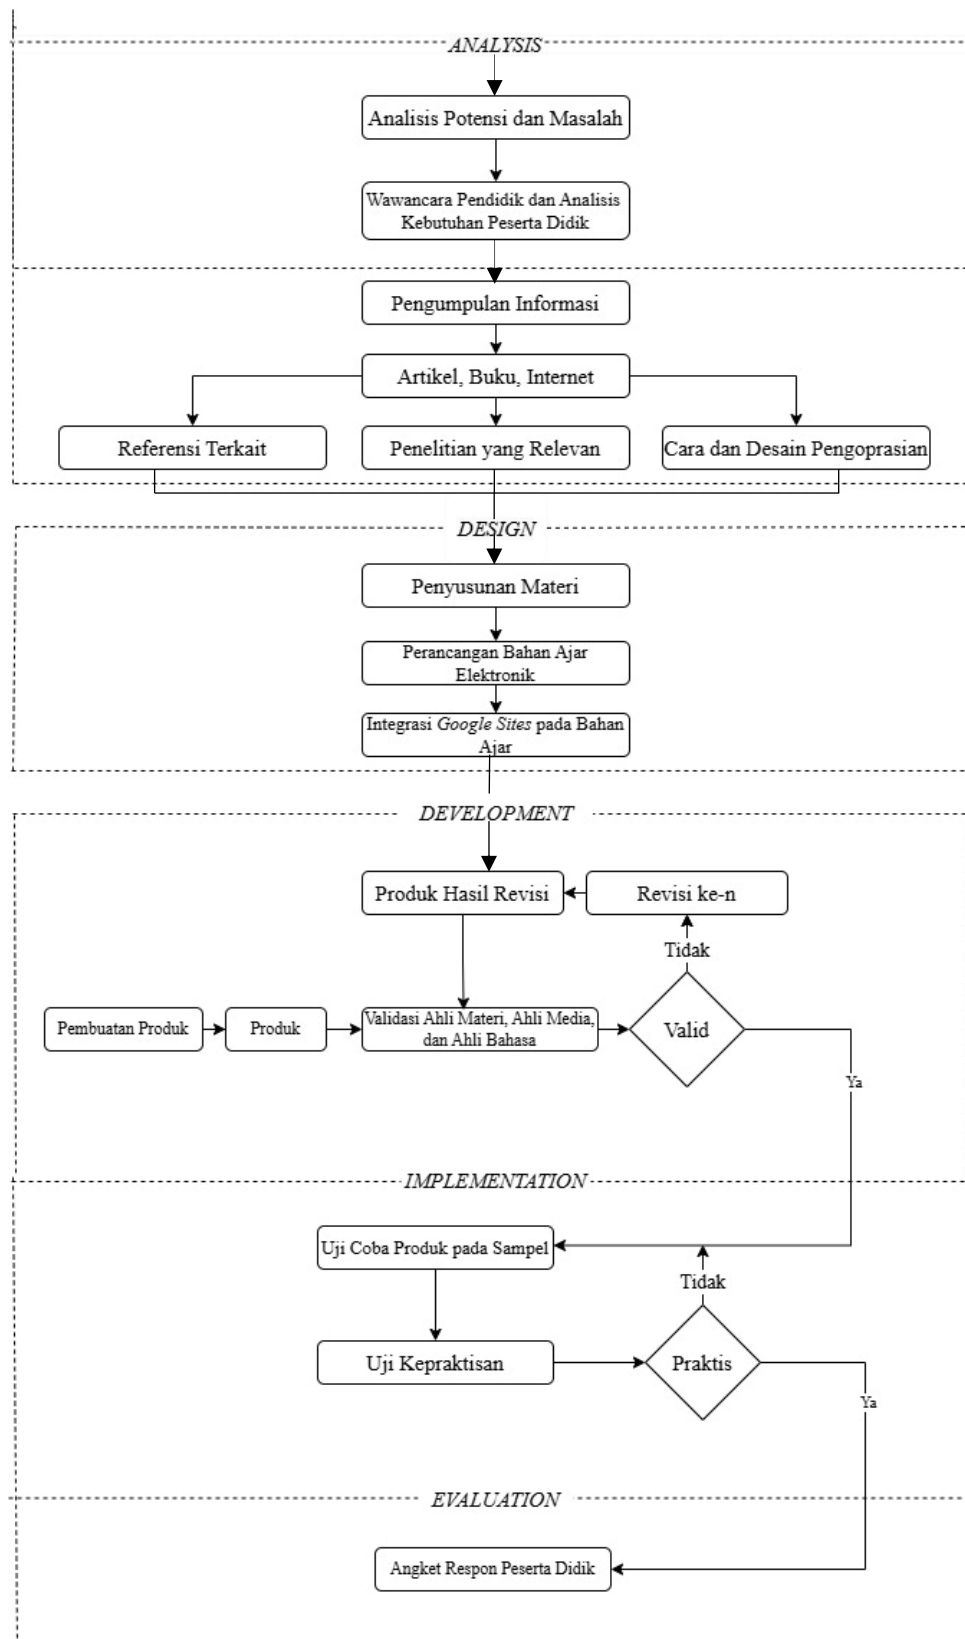 ANALYSIS
Analisis Potensi dan Masalah
Wawancara Pendidik dan Analisis
Kebutuhan Peserta Didik
Pengumpulan Informasi
Artikel, Buku, Internet
Referensi Terkait
Penelitian yang Relevan
Cara dan Desain Pengoprasian
DESIGN
Penyusunan Materi
Perancangan Bahan Ajar
Elektronik
Integrasi Google Sites pada Bahan
Ajar
DEVELOPMENT
Produk Hasil Revisi
Revisi ke-n
Tidak
Pembuatan Produk
Produk
Validasi Ahli Materi, Ahli Media,
dan Ahli Bahasa
Valid
Ya
IMPLEMENTATION
Uji Coba Produk pada Sampel
Tidak
Uji Kepraktisan
Praktis
Ya
EVALUATION
Angket Respon Peserta Didik